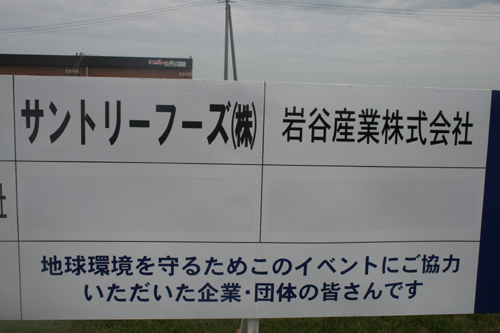 サントリーフーズ(株)
岩谷産業株式会社
社
地球環境を守るためこのイベントにご協力
いただいた企業・団体の皆さんです